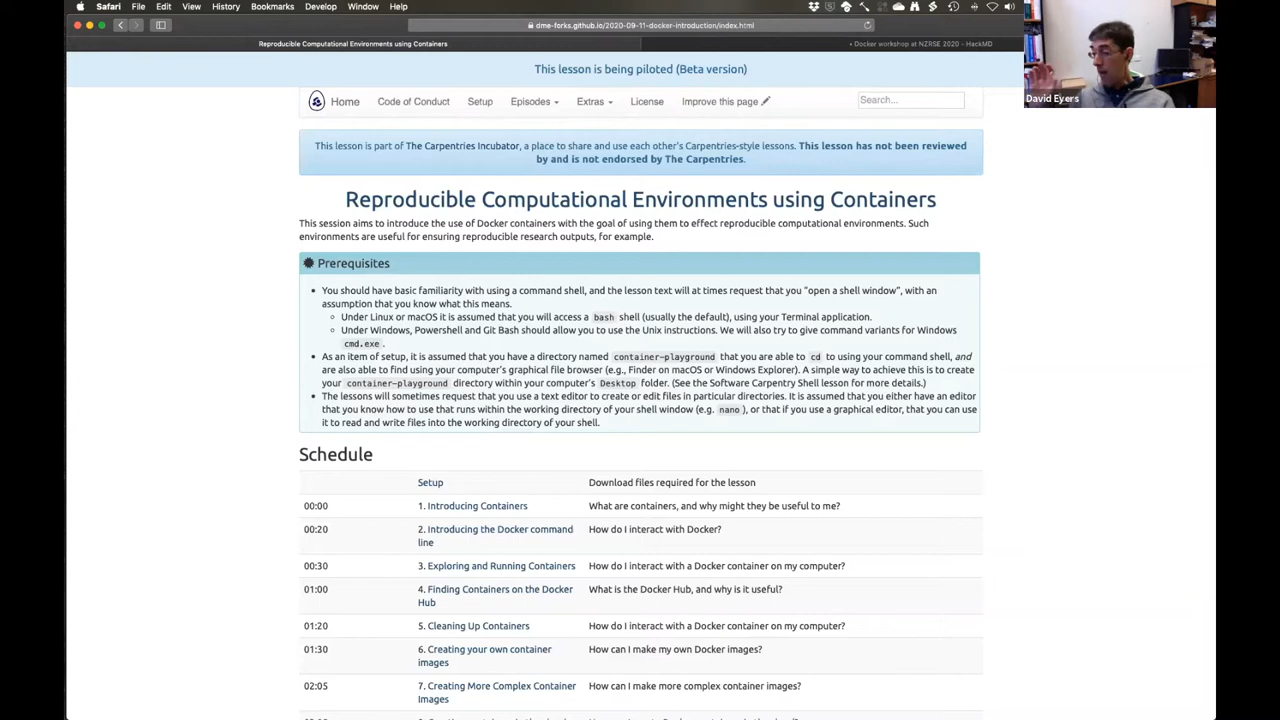 Safari File Edit View History Bookmarks Develop Window Help
dme-forks.github.io/2020-09-11-docker-introduction/index.html
Reproducible Computational Environments using Containers
Docker workshop at NZRSE 2020 - HackMD
David Eyers
This lesson is being piloted (Beta version)
Home Code of Conduct Setup Episodes Extras License Improve this page Search...
This lesson is part of The Carpentries Incubator, a place to share and use each other's Carpentries-style lessons. This lesson has not been reviewed
by and is not endorsed by The Carpentries.
Reproducible Computational Environments using Containers
This session aims to introduce the use of Docker containers with the goal of using them to effect reproducible computational environments. Such
environments are useful for ensuring reproducible research outputs, for example.
Prerequisites
• You should have basic familiarity with using a command shell, and the lesson text will at times request that you "open a shell window", with an
assumption that you know what this means.
Under Linux or macOS it is assumed that you will access a bash shell (usually the default), using your Terminal application.
Under Windows, Powershell and Git Bash should allow you to use the Unix instructions. We will also try to give command variants for Windows
cmd.exe .
• As an item of setup, it is assumed that you have a directory named container-playground that you are able to cd to using your command shell, and
are also able to find using your computer's graphical file browser (e.g., Finder on macOS or Windows Explorer). A simple way to achieve this is to create
your container-playground directory within your computer's Desktop folder. (See the Software Carpentry Shell lesson for more details.)
• The lessons will sometimes request that you use a text editor to create or edit files in particular directories. It is assumed that you either have an editor
that you know how to use that runs within the working directory of your shell window (e.g. nano ), or that if you use a graphical editor, that you can use
it to read and write files into the working directory of your shell.
Schedule
Setup Download files required for the lesson
00:00 1. Introducing Containers What are containers, and why might they be useful to me?
00:20 2. Introducing the Docker command How do I interact with Docker?
line
00:30 3. Exploring and Running Containers How do I interact with a Docker container on my computer?
01:00 4. Finding Containers on the Docker What is the Docker Hub, and why is it useful?
Hub
01:20 5. Cleaning Up Containers How do I interact with a Docker container on my computer?
01:30 6. Creating your own container How can I make my own Docker images?
images
02:05 7. Creating More Complex Container How can I make more complex container images?
Images